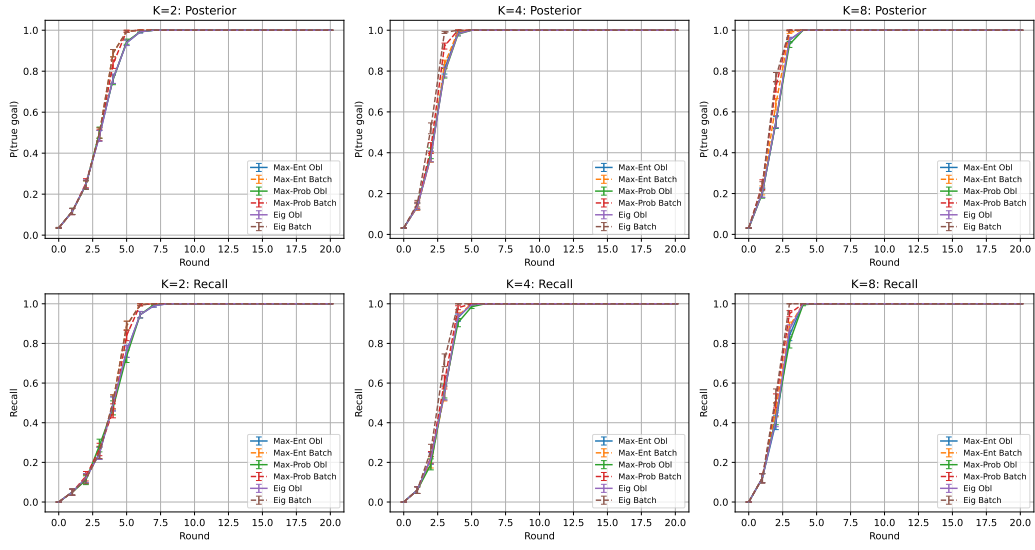 K=2: Posterior
1.0
0.8
0.6
0.4
0.2
0.0
P(true goal)
Max-Ent Obl
Max-Ent Batch
Max-Prob Obl
Max-Prob Batch
Eig Obl
Eig Batch
0.0 2.5 5.0 7.5 10.0 12.5 15.0 17.5 20.0
Round
K=4: Posterior
1.0
0.8
0.6
0.4
0.2
0.0
P(true goal)
Max-Ent Obl
Max-Ent Batch
Max-Prob Obl
Max-Prob Batch
Eig Obl
Eig Batch
0.0 2.5 5.0 7.5 10.0 12.5 15.0 17.5 20.0
Round
K=8: Posterior
1.0
0.8
0.6
0.4
0.2
0.0
P(true goal)
Max-Ent Obl
Max-Ent Batch
Max-Prob Obl
Max-Prob Batch
Eig Obl
Eig Batch
0.0 2.5 5.0 7.5 10.0 12.5 15.0 17.5 20.0
Round
K=2: Recall
1.0
0.8
0.6
0.4
0.2
0.0
Recall
Max-Ent Obl
Max-Ent Batch
Max-Prob Obl
Max-Prob Batch
Eig Obl
Eig Batch
0.0 2.5 5.0 7.5 10.0 12.5 15.0 17.5 20.0
Round
K=4: Recall
1.0
0.8
0.6
0.4
0.2
0.0
Recall
Max-Ent Obl
Max-Ent Batch
Max-Prob Obl
Max-Prob Batch
Eig Obl
Eig Batch
0.0 2.5 5.0 7.5 10.0 12.5 15.0 17.5 20.0
Round
K=8: Recall
1.0
0.8
0.6
0.4
0.2
0.0
Recall
Max-Ent Obl
Max-Ent Batch
Max-Prob Obl
Max-Prob Batch
Eig Obl
Eig Batch
0.0 2.5 5.0 7.5 10.0 12.5 15.0 17.5 20.0
Round